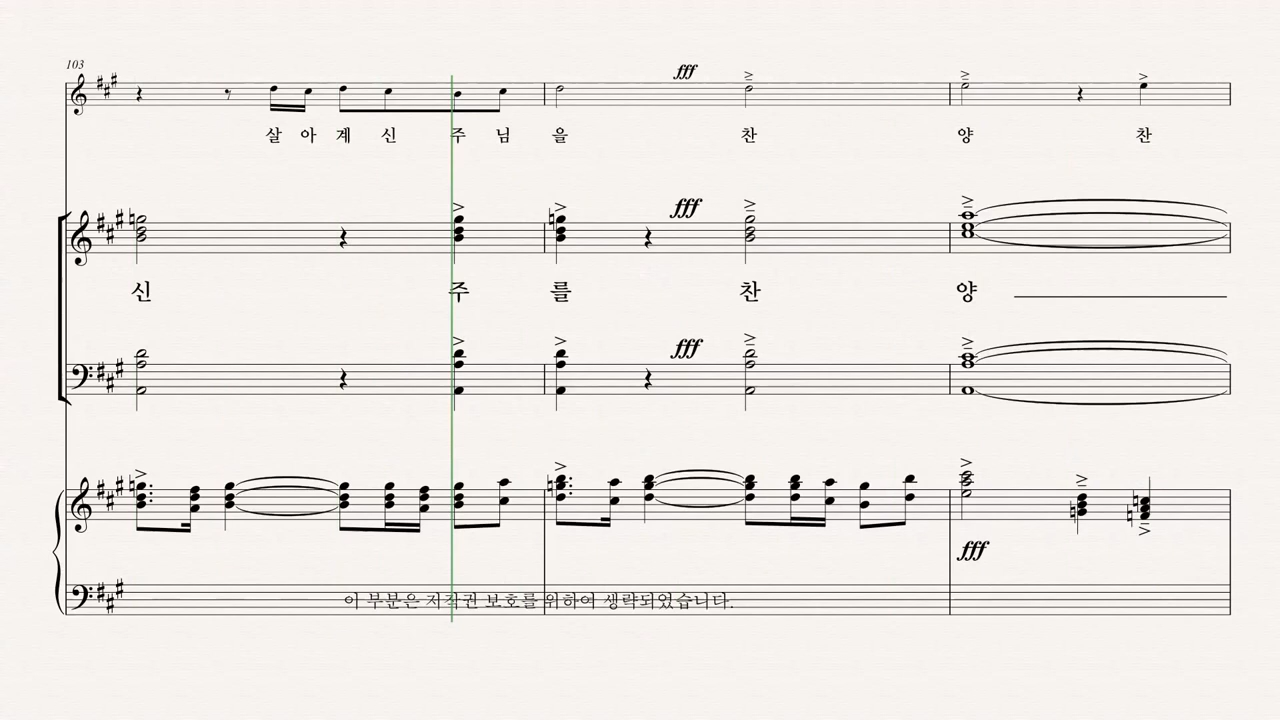 103
fff
살 아 계 신 주 님 을 찬 양 찬
fff
신 주 를 찬 양
fff
fff
이 부분은 저작권 보호를 위하여 생략되었습니다.